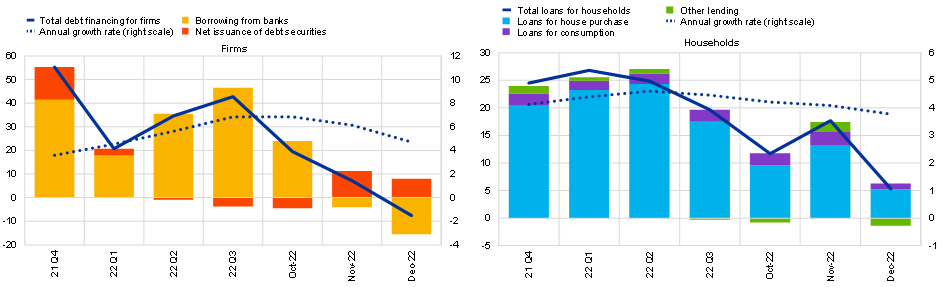 Total debt financing for firms
Borrowing from banks
Annual growth rate (right scale)
Net issuance of debt securities
Firms
60
50
40
30
20
10
0
-10
-20
12
10
8
6
4
2
0
-2
-4
21 Q4
22 Q1
22 Q2
22 Q3
Oct-22
Nov-22
Dec-22
Total loans for households
Other lending
Loans for house purchase
Annual growth rate (right scale)
Loans for consumption
Households
30
25
20
15
10
5
0
-5
6
5
4
3
2
1
0
-1
21 Q4
22 Q1
22 Q2
22 Q3
Oct-22
Nov-22
Dec-22